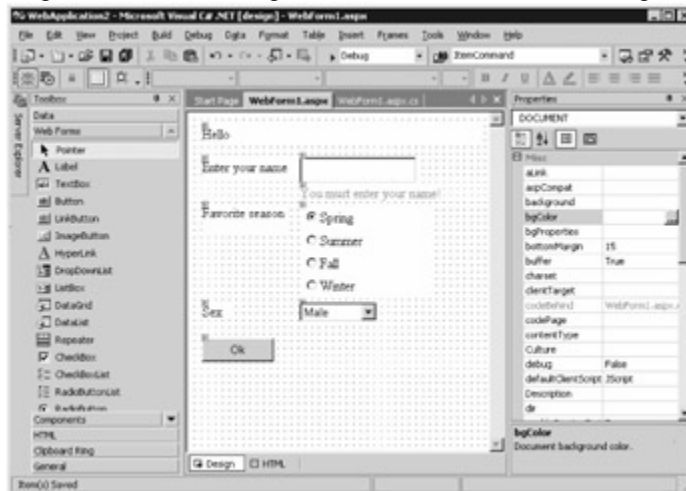 WebApplication2 - Microsoft Visual C# .NET [design] - WebForm1.aspx
File Edit View Project Build Debug Data Format Table Insert Frames Tools Window Help
Debug ItemCommand
Server Explorer
Toolbox
Data
Web Forms
Pointer
Label
TextBox
Button
LinkButton
ImageButton
HyperLink
DropDownList
ListBox
DataGrid
DataList
Repeater
CheckBox
CheckBoxList
RadioButtonList
RadioButton
Components
HTML
Clipboard Ring
General
Start Page WebForm1.aspx WebForm1.aspx.cs
Hello
Enter your name
You must enter your name!
Favorite season
Spring
Summer
Fall
Winter
Sex Male
Ok
Design HTML
Properties
DOCUMENT
Misc
aLink
aspCompat
background
bgColor
bgProperties
bottomMargin 15
buffer True
charset
clientTarget
codeBehind WebForm1.aspx.
codePage
contentType
Culture
debug False
defaultClientScript JScript
Description
dir
bgColor
Document background color.
Item(s) Saved